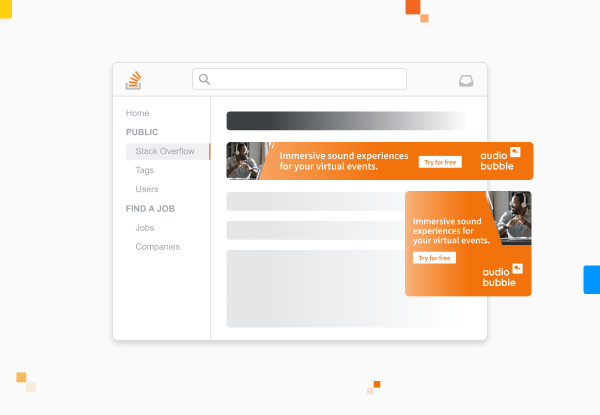 Home
PUBLIC
Stack Overflow
Tags
Users
FIND A JOB
Jobs
Companies
Immersive sound experiences
for your virtual events.
Try for free
audio
bubble
Immersive sound
experiences for
your virtual events.
Try for free
audio
bubble